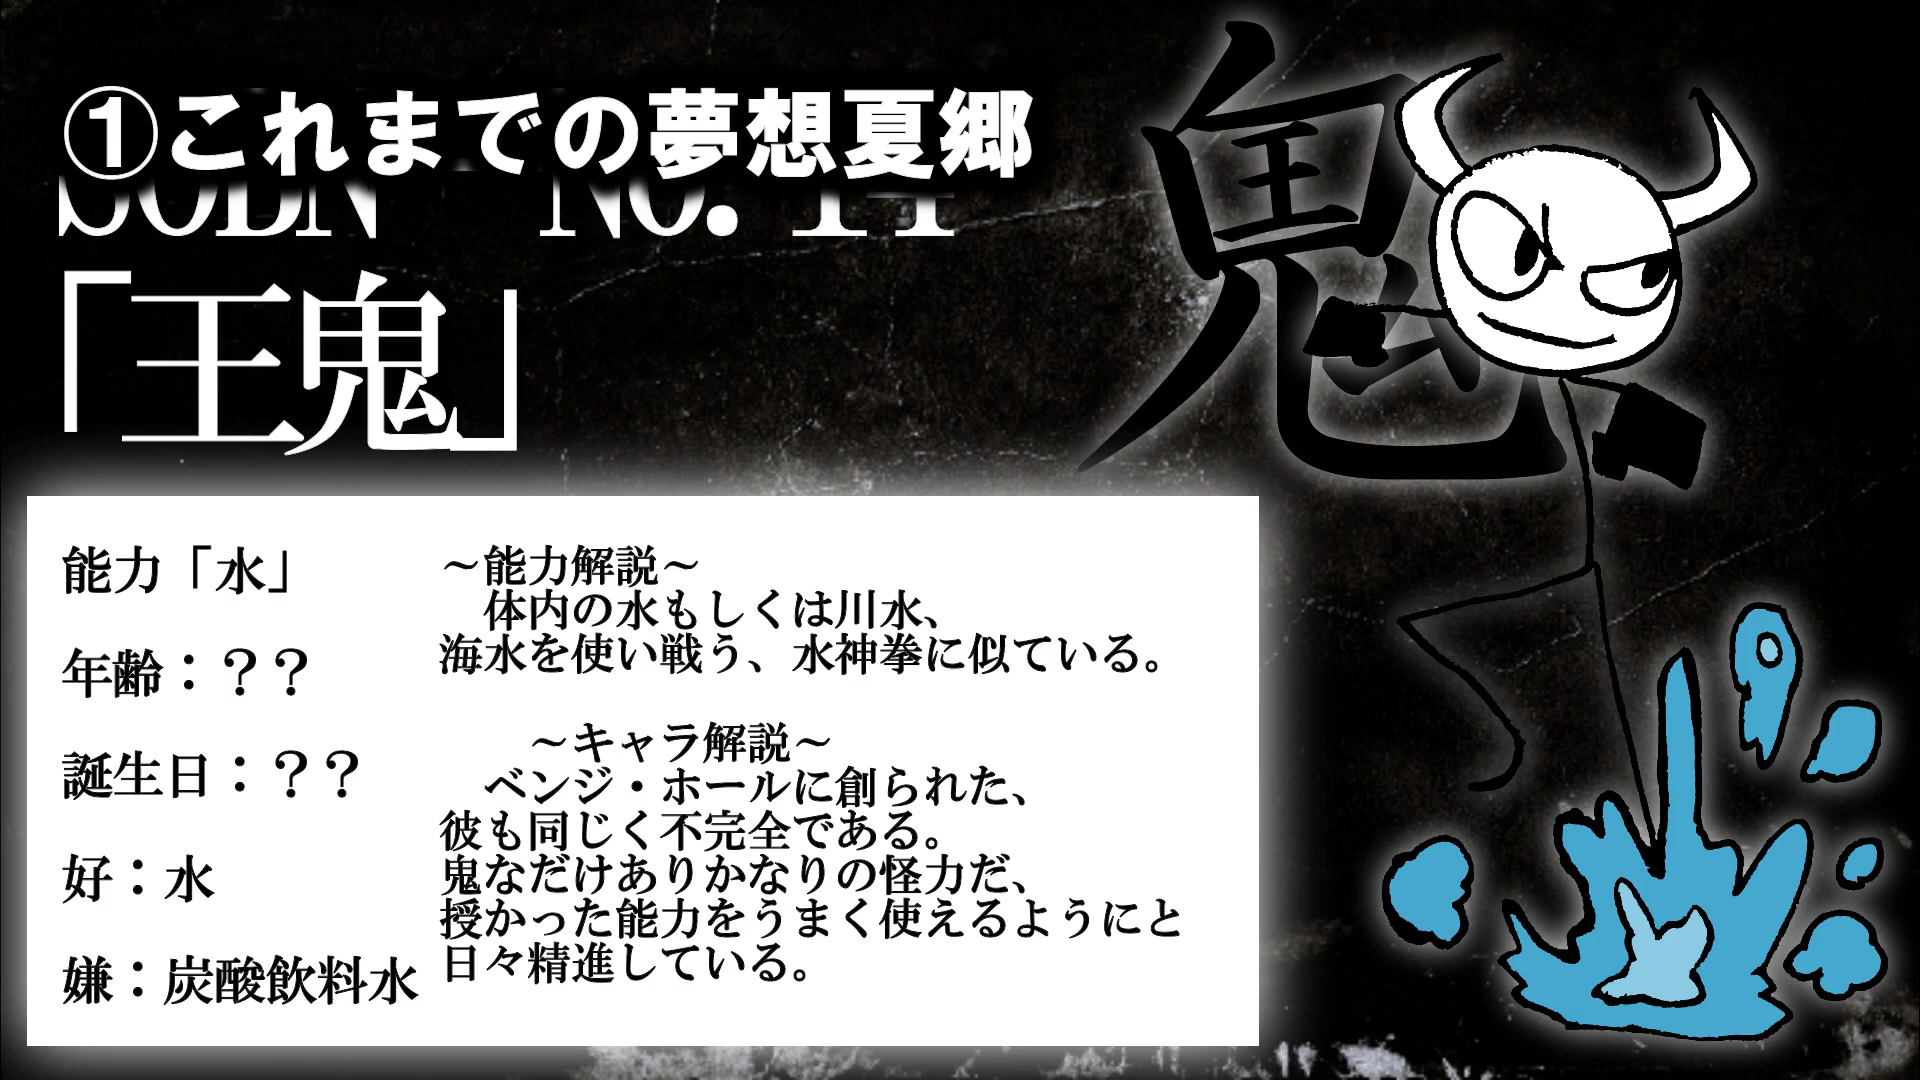 ①これまでの夢想夏郷
No.
「王鬼」
鬼
能力「水」
年齢：？？
誕生日：？？
好：水
嫌：炭酸飲料水
～能力解説～
体内の水もしくは川水、
海水を使い戦う、水神拳に似ている。
～キャラ解説～
ベンジ・ホールに創られた、
彼も同じく不完全である。
鬼なだけありかなりの怪力だ、
授かった能力をうまく使えるようにと
日々精進している。